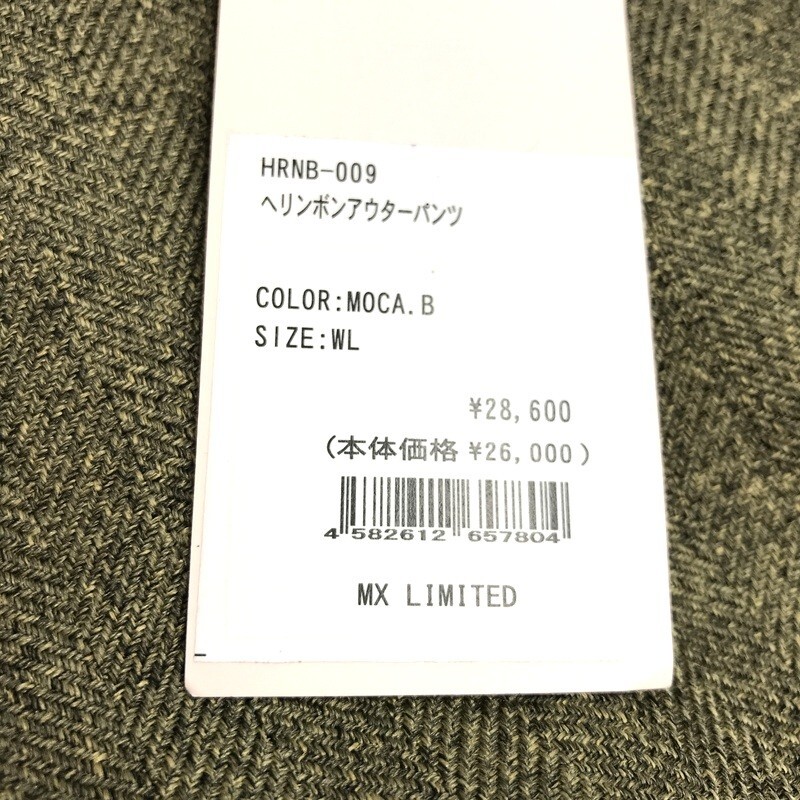 HRNB-009
ヘリンボンアウターパンツ
COLOR:MOCA.B
SIZE:WL
¥28,600
(本体価格 ¥26,000)
4 582612 657804
MX LIMITED